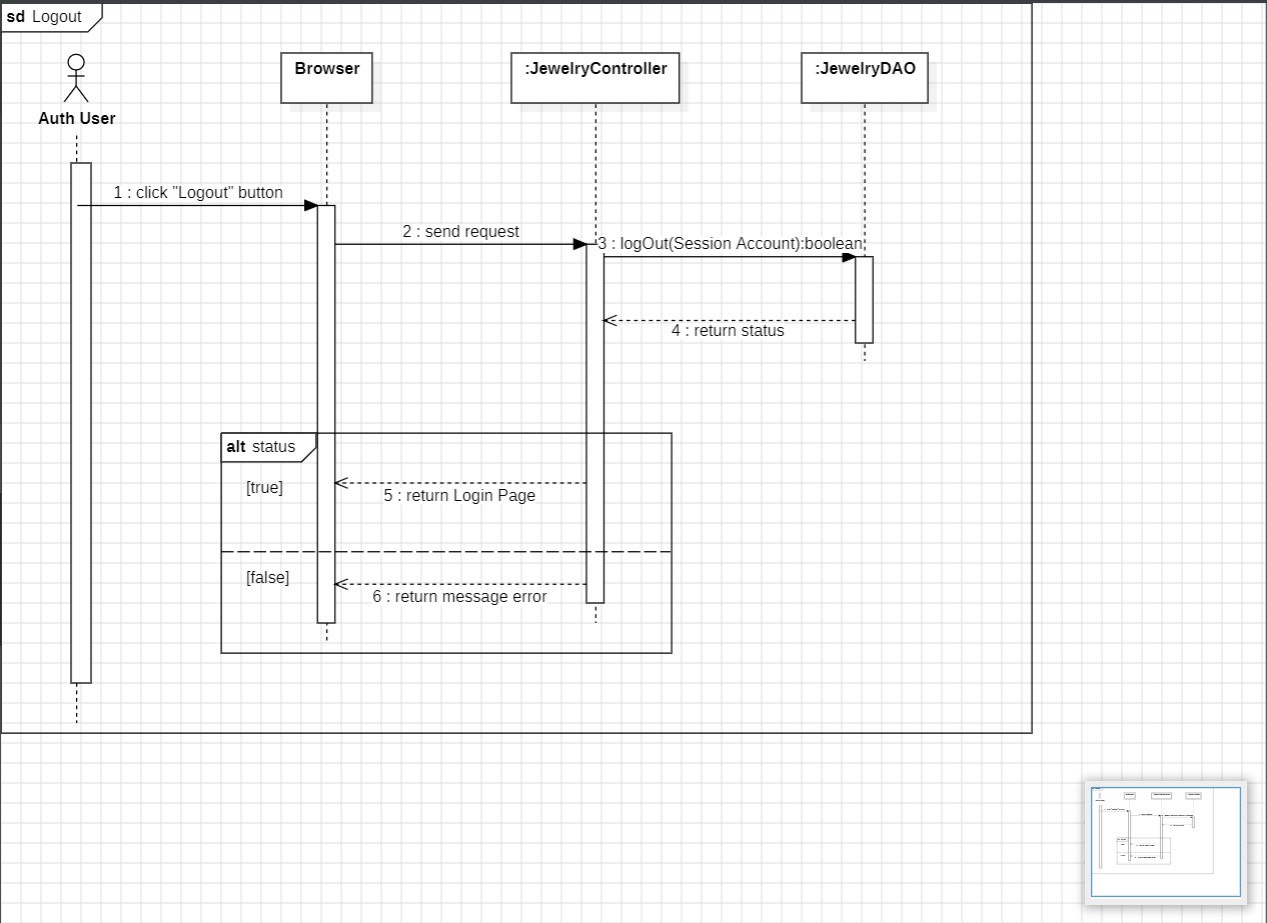 sd Logout
Auth User
Browser
:JewelryController
:JewelryDAO
1 : click "Logout" button
2 : send request
3 : logOut(Session Account):boolean
4 : return status
alt status
[true]
5 : return Login Page
[false]
6 : return message error